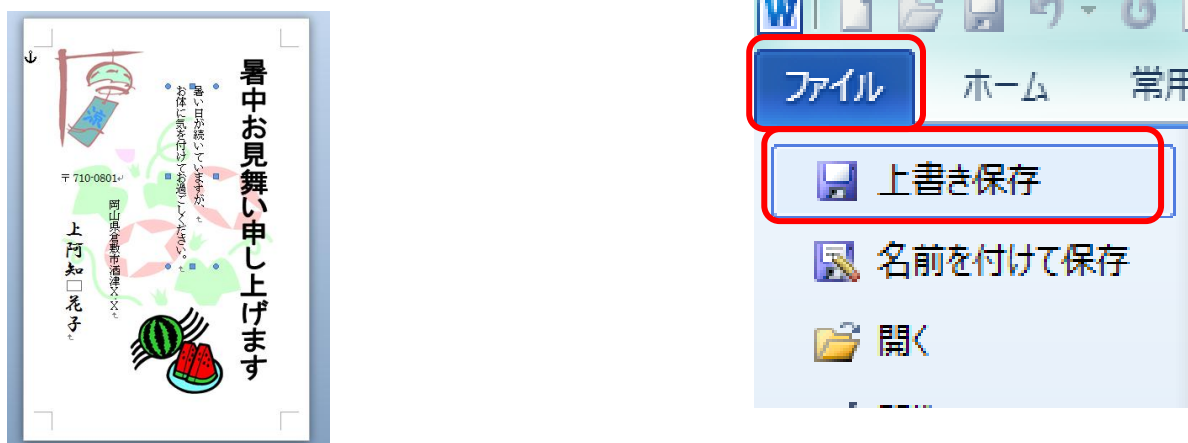 暑中お見舞い申し上げます
暑い日が続いていますが、
お体に気を付けてお過ごしください。
〒710-0801
岡山県倉敷市酒津X-X
上阿知□花子
涼
W
ファイル
ホーム
常用
上書き保存
名前を付けて保存
開く